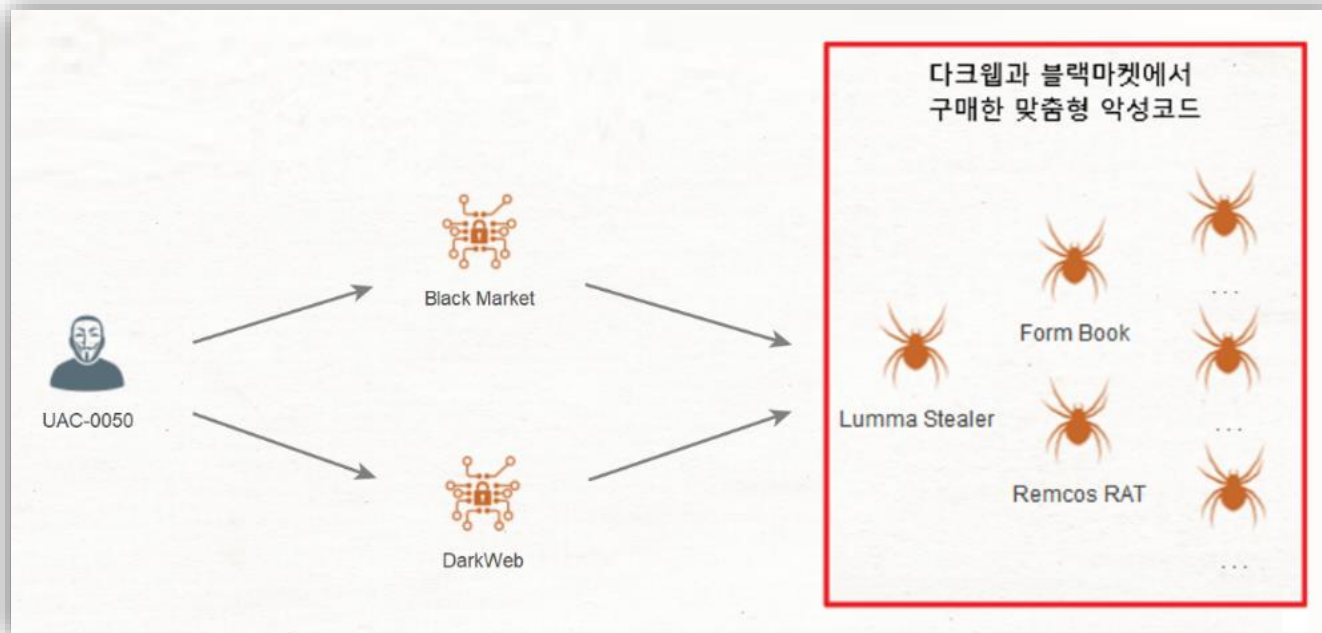 다크웹과 블랙마켓에서
구매한 맞춤형 악성코드
Black Market
...
Form Book
UAC-0050
Lumma Stealer
...
Remcos RAT
DarkWeb
...